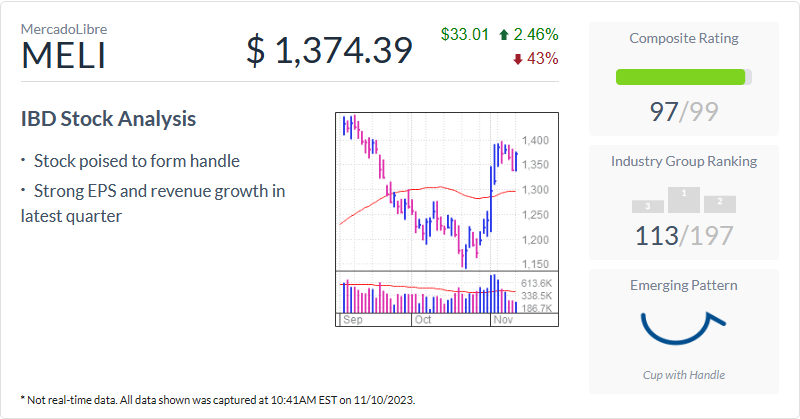 MercadoLibre
MELI
$ 1,374.39
$33.01 2.46%
43%
IBD Stock Analysis
• Stock poised to form handle
• Strong EPS and revenue growth in
latest quarter
1,400
1,350
1,300
1,250
1,200
1,150
613.6K
338.5K
186.7K
Sep Oct Nov
Composite Rating
97/99
Industry Group Ranking
3 1 2
113/197
Emerging Pattern
Cup with Handle
* Not real-time data. All data shown was captured at 10:41AM EST on 11/10/2023.